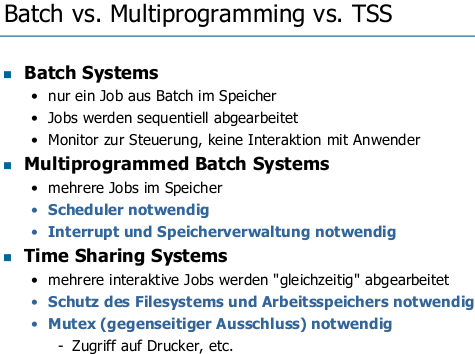 Batch vs. Multiprogramming vs. TSS
Batch Systems
nur ein Job aus Batch im Speicher
Jobs werden sequentiell abgearbeitet
Monitor zur Steuerung, keine Interaktion mit Anwender
Multiprogrammed Batch Systems
mehrere Jobs im Speicher
Scheduler notwendig
Interrupt und Speicherverwaltung notwendig
Time Sharing Systems
mehrere interaktive Jobs werden "gleichzeitig" abgearbeitet
Schutz des Filesystems und Arbeitsspeichers notwendig
Mutex (gegenseitiger Ausschluss) notwendig
- Zugriff auf Drucker, etc.